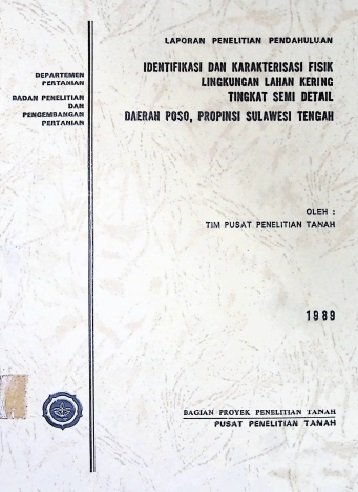 LAPORAN PENELITIAN PENDAHULUAN
IDENTIFIKASI DAN KARAKTERISASI FISIK
LINGKUNGAN LAHAN KERING
TINGKAT SEMI DETAIL
DAERAH POSO, PROPINSI SULAWESI TENGAH
DEPARTEMEN
PERTANIAN
BADAN PENELITIAN
DAN
PENGEMBANGAN
PERTANIAN
OLEH :
TIM PUSAT PENELITIAN TANAH
1989
BAGIAN PROYEK PENELITIAN TANAH
PUSAT PENELITIAN TANAH